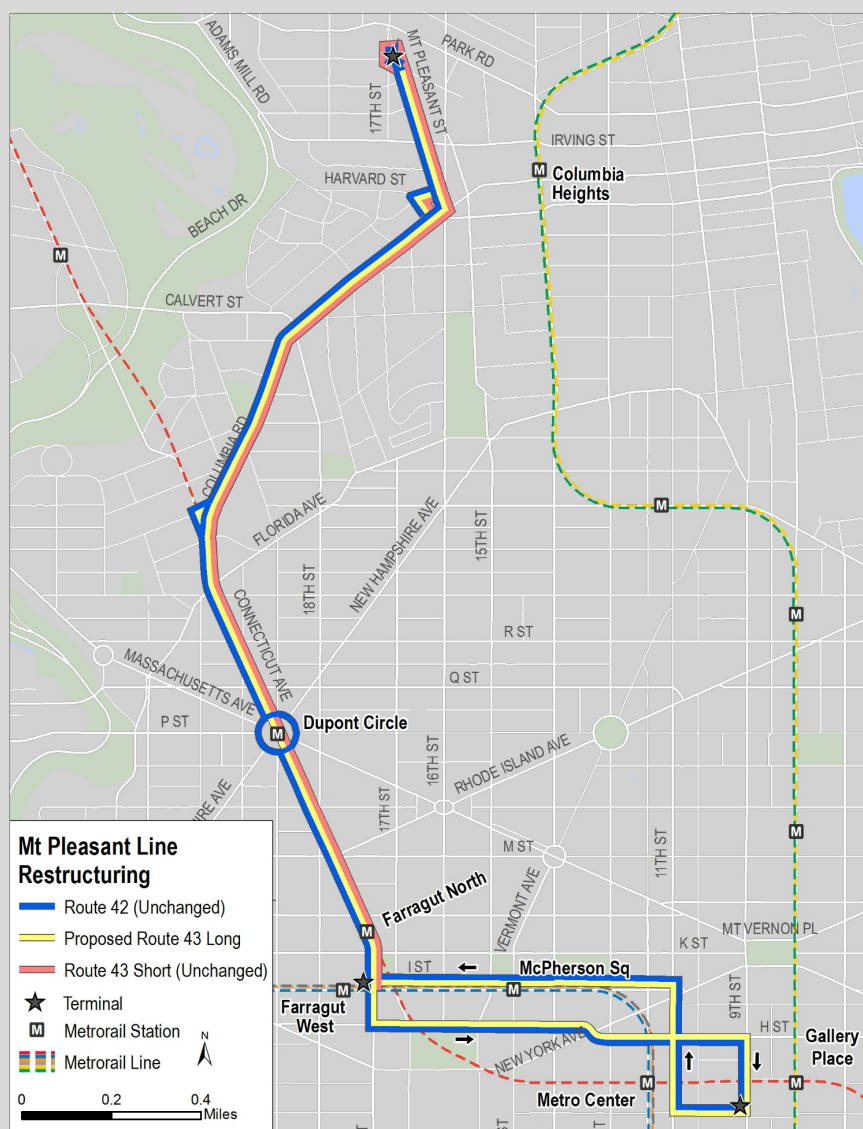 ADAMS MILL RD
MT PLEASANT ST
PARK RD
17TH ST
IRVING ST
Columbia
Heights
HARVARD ST
BEACH DR
M
M
CALVERT ST
COLUMBIA RD
FLORIDA AVE
NEW HAMPSHIRE AVE
15TH ST
M
18TH ST
CONNECTICUT AVE
M
R ST
MASSACHUSETTS AVE
Q ST
P ST
M
Dupont Circle
16TH ST
RHODE ISLAND AVE
17TH ST
M ST
11TH ST
M
Mt Pleasant Line
Restructuring
Route 42 (Unchanged)
Proposed Route 43 Long
Route 43 Short (Unchanged)
Terminal
M
Metrorail Station
Metrorail Line
N
0 0.2 0.4
Miles
Farragut North
M
VERMONT AVE
MT VERNON PL
K ST
I ST
McPherson Sq
M
M
Farragut
West
9TH ST
H ST
NEW YORK AVE
Gallery
Place
M
M
Metro Center